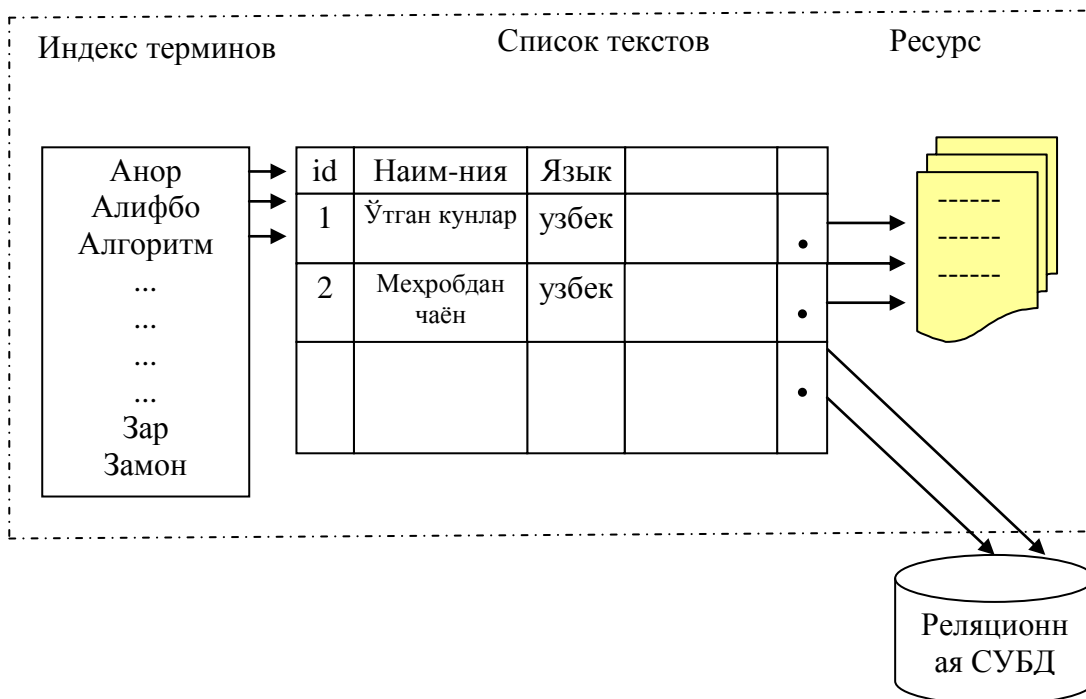 Индекс терминов
Список текстов
Ресурс
Анор
Алифбо
Алгоритм
...
...
...
...
Зар
Замон
id
Наим-ния
Язык
1
Ўтган кунлар
узбек
2
Меҳробдан
чаён
узбек
Реляционн
ая СУБД